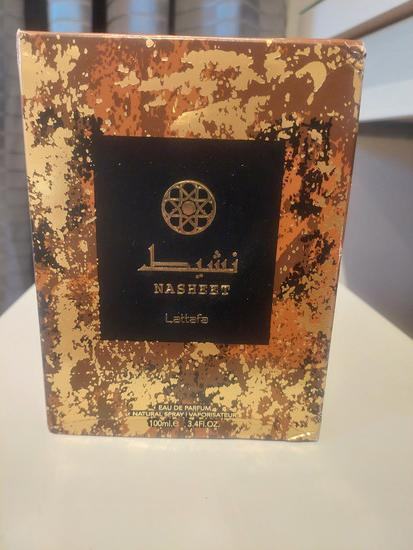 نشيط
NASHEET
Lattafa
EAU DE PARFUM
NATURAL SPRAY | VAPORISATEUR
100ml.e 3.4Fl.OZ.